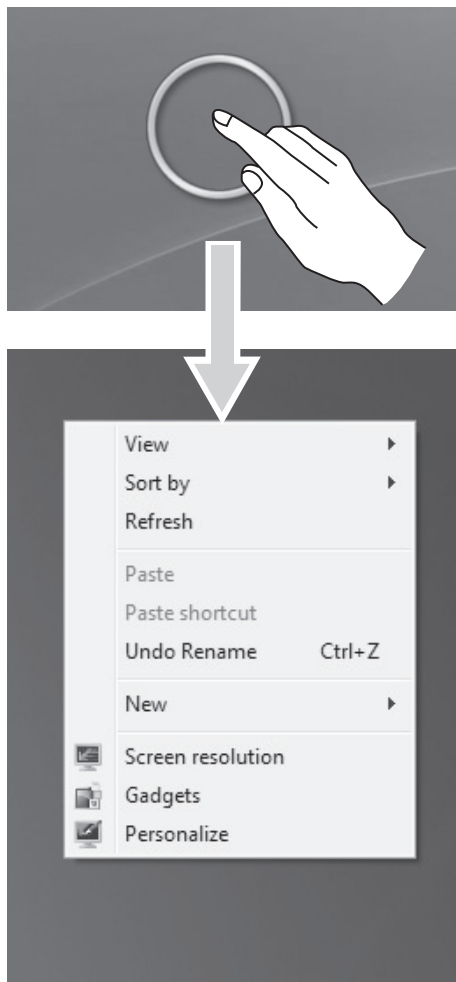 View
Sort by
Refresh
Paste
Paste shortcut
Undo Rename Ctrl+Z
New
Screen resolution
Gadgets
Personalize